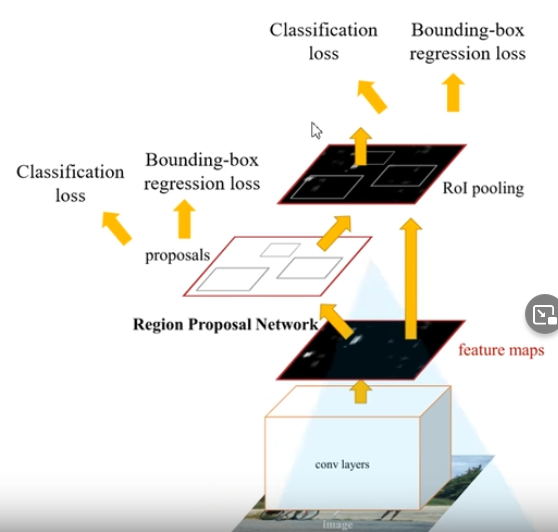 Classification
loss
Bounding-box
regression loss
Classification
loss
Bounding-box
regression loss
RoI pooling
proposals
Region Proposal Network
feature maps
conv layers
image